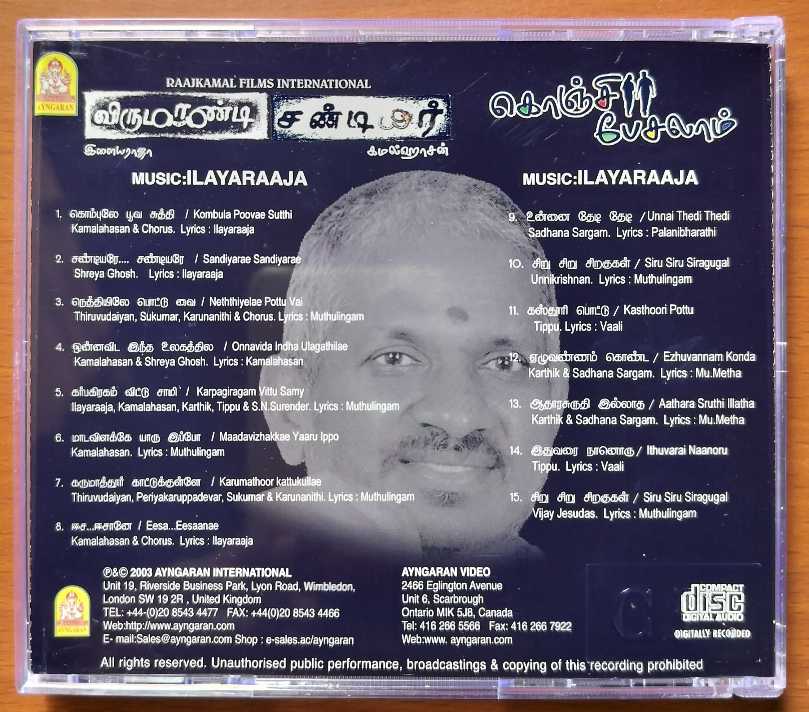 AYNGARAN
RAAJKAMAL FILMS INTERNATIONAL
விருமாண்டி
சண்டியர்
இளையராஜா
கமல்ஹாசன்
MUSIC:ILAYARAAJA
1. கொம்புலே பூவ சுத்தி / Kombula Poovae Sutthi
Kamalahasan & Chorus. Lyrics : Ilayaraaja
2. சண்டியரே.... சண்டியரே / Sandiyarae Sandiyarae
Shreya Ghosh. Lyrics : Ilayaraaja
3. நெத்தியிலே பொட்டு வை / Neththiyelae Pottu Vai
Thiruvudaiyan, Sukumar, Karunanithi & Chorus. Lyrics : Muthulingam
4. ஒன்னவிட இந்த உலகத்தில / Onnavida Indha Ulagathilae
Kamalahasan & Shreya Ghosh. Lyrics : Kamalahasan
5. கர்பகிரகம் விட்டு சாமி / Karpagiragam Vittu Samy
Ilayaraaja, Kamalahasan, Karthik, Tippu & S.N.Surender. Lyrics : Muthulingam
6. மாடவிளக்கே யாரு இப்போ / Maadavizhakkae Yaaru Ippo
Kamalahasan. Lyrics : Muthulingam
7. கருமாத்தூர் காட்டுக்குள்ளே / Karumathoor kattukullae
Thiruvudaiyan, Periyakaruppadevar, Sukumar & Karunanithi. Lyrics : Muthulingam
8. ஈச...ஈசானே / Eesa...Eesaanae
Kamalahasan & Chorus. Lyrics : Ilayaraaja
கொஞ்சி
பேசலாம்
MUSIC:ILAYARAAJA
9. உன்னை தேடி தேடி / Unnai Thedi Thedi
Sadhana Sargam. Lyrics : Palanibharathi
10. சிறு சிறு சிறகுகள் / Siru Siru Siragugal
Unnikrishnan. Lyrics : Muthulingam
11. கஸ்தூரி பொட்டு / Kasthoori Pottu
Tippu. Lyrics : Vaali
12. ஏழுவண்ணம் கொண்ட / Ezhuvannam Konda
Karthik & Sadhana Sargam. Lyrics : Mu.Metha
13. ஆதாரசுருதி இல்லாத / Aathara Sruthi Illatha
Karthik & Sadhana Sargam. Lyrics : Mu.Metha
14. இதுவரை நானொரு / Ithuvarai Naanoru
Tippu. Lyrics : Vaali
15. சிறு சிறு சிறகுகள் / Siru Siru Siragugal
Vijay Jesudas. Lyrics : Muthulingam
AYNGARAN
℗&© 2003 AYNGARAN INTERNATIONAL
Unit 19, Riverside Business Park, Lyon Road, Wimbledon,
London SW 19 2R , United Kingdom
TEL: +44-(0)20 8543 4477 FAX: +44(0)20 8543 4466
Web:http://www.ayngaran.com
E- mail:Sales@ayngaran.com Shop : e-sales.ac/ayngaran
AYNGARAN VIDEO
2466 Eglington Avenue
Unit 6, Scarbrough
Ontario MIK 5J8, Canada
Tel: 416 266 5566 Fax: 416 266 7922
Web:www. ayngaran.com
COMPACT
disc
DIGITAL AUDIO
DIGITALLY RECORDED
All rights reserved. Unauthorised public performance, broadcastings & copying of this recording prohibited